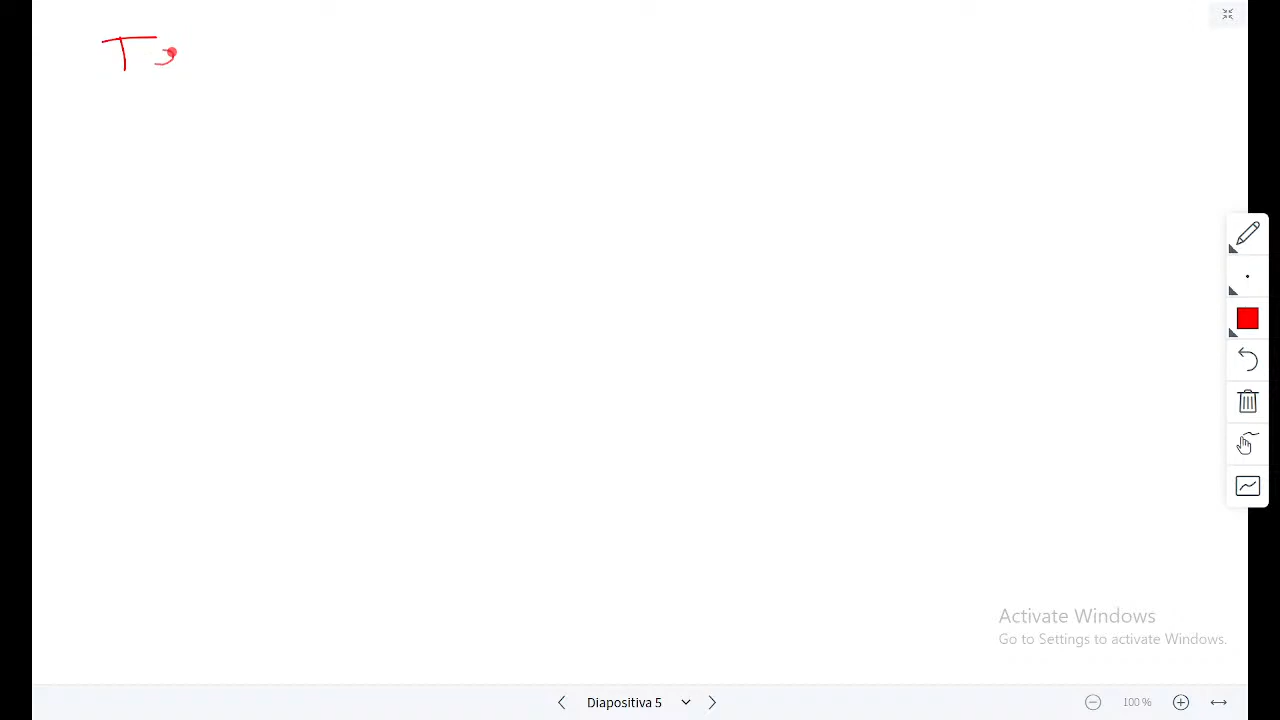 T
Activate Windows
Go to Settings to activate Windows.
Diapositiva 5
100 %